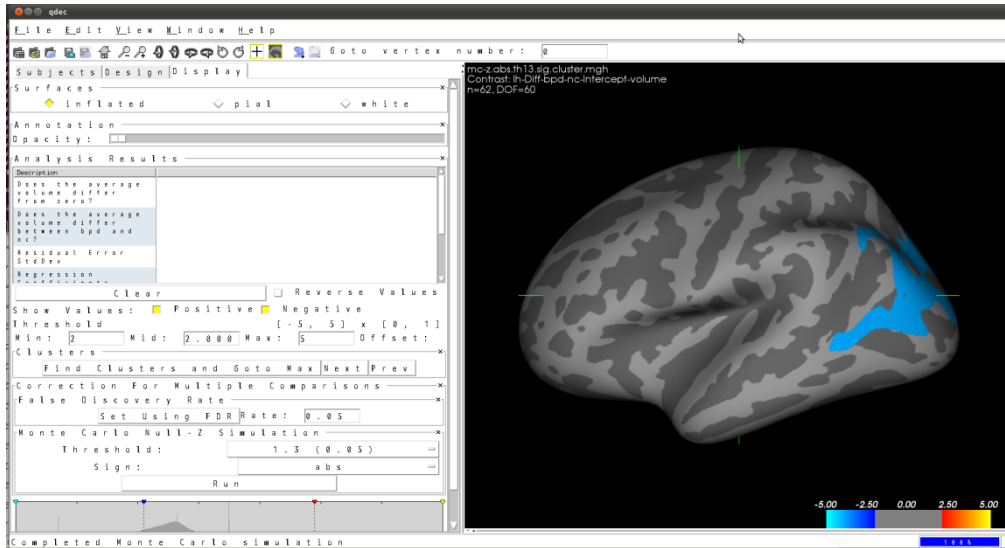 qdec
File Edit View Window Help
Goto vertex number: 0
Subjects Design Display
Surfaces
inflated pial white
Annotation
Opacity:
Analysis Results
Description
Does the average
volume differ
from zero?
Does the average
volume differ
between bpd and
nc?
Residual Error
StdDev
Regression
Coefficients
Clear Reverse Values
Show Values: Positive Negative
Threshold [-5, 5] x [0, 1]
Min: 2 Mid: 2.000 Max: 5 Offset:
Clusters
Find Clusters and Goto Max Next Prev
Correction For Multiple Comparisons
False Discovery Rate
Set Using FDR Rate: 0.05
Monte Carlo Null-Z Simulation
Threshold: 1.3 (0.05)
Sign: abs
Run
Completed Monte Carlo simulation
mc-z.abs.th13.sig.cluster.mgh
Contrast: lh-Diff-bpd-nc-Intercept-volume
n=62, DOF=60
-5.00 -2.50 0.00 2.50 5.00
100%